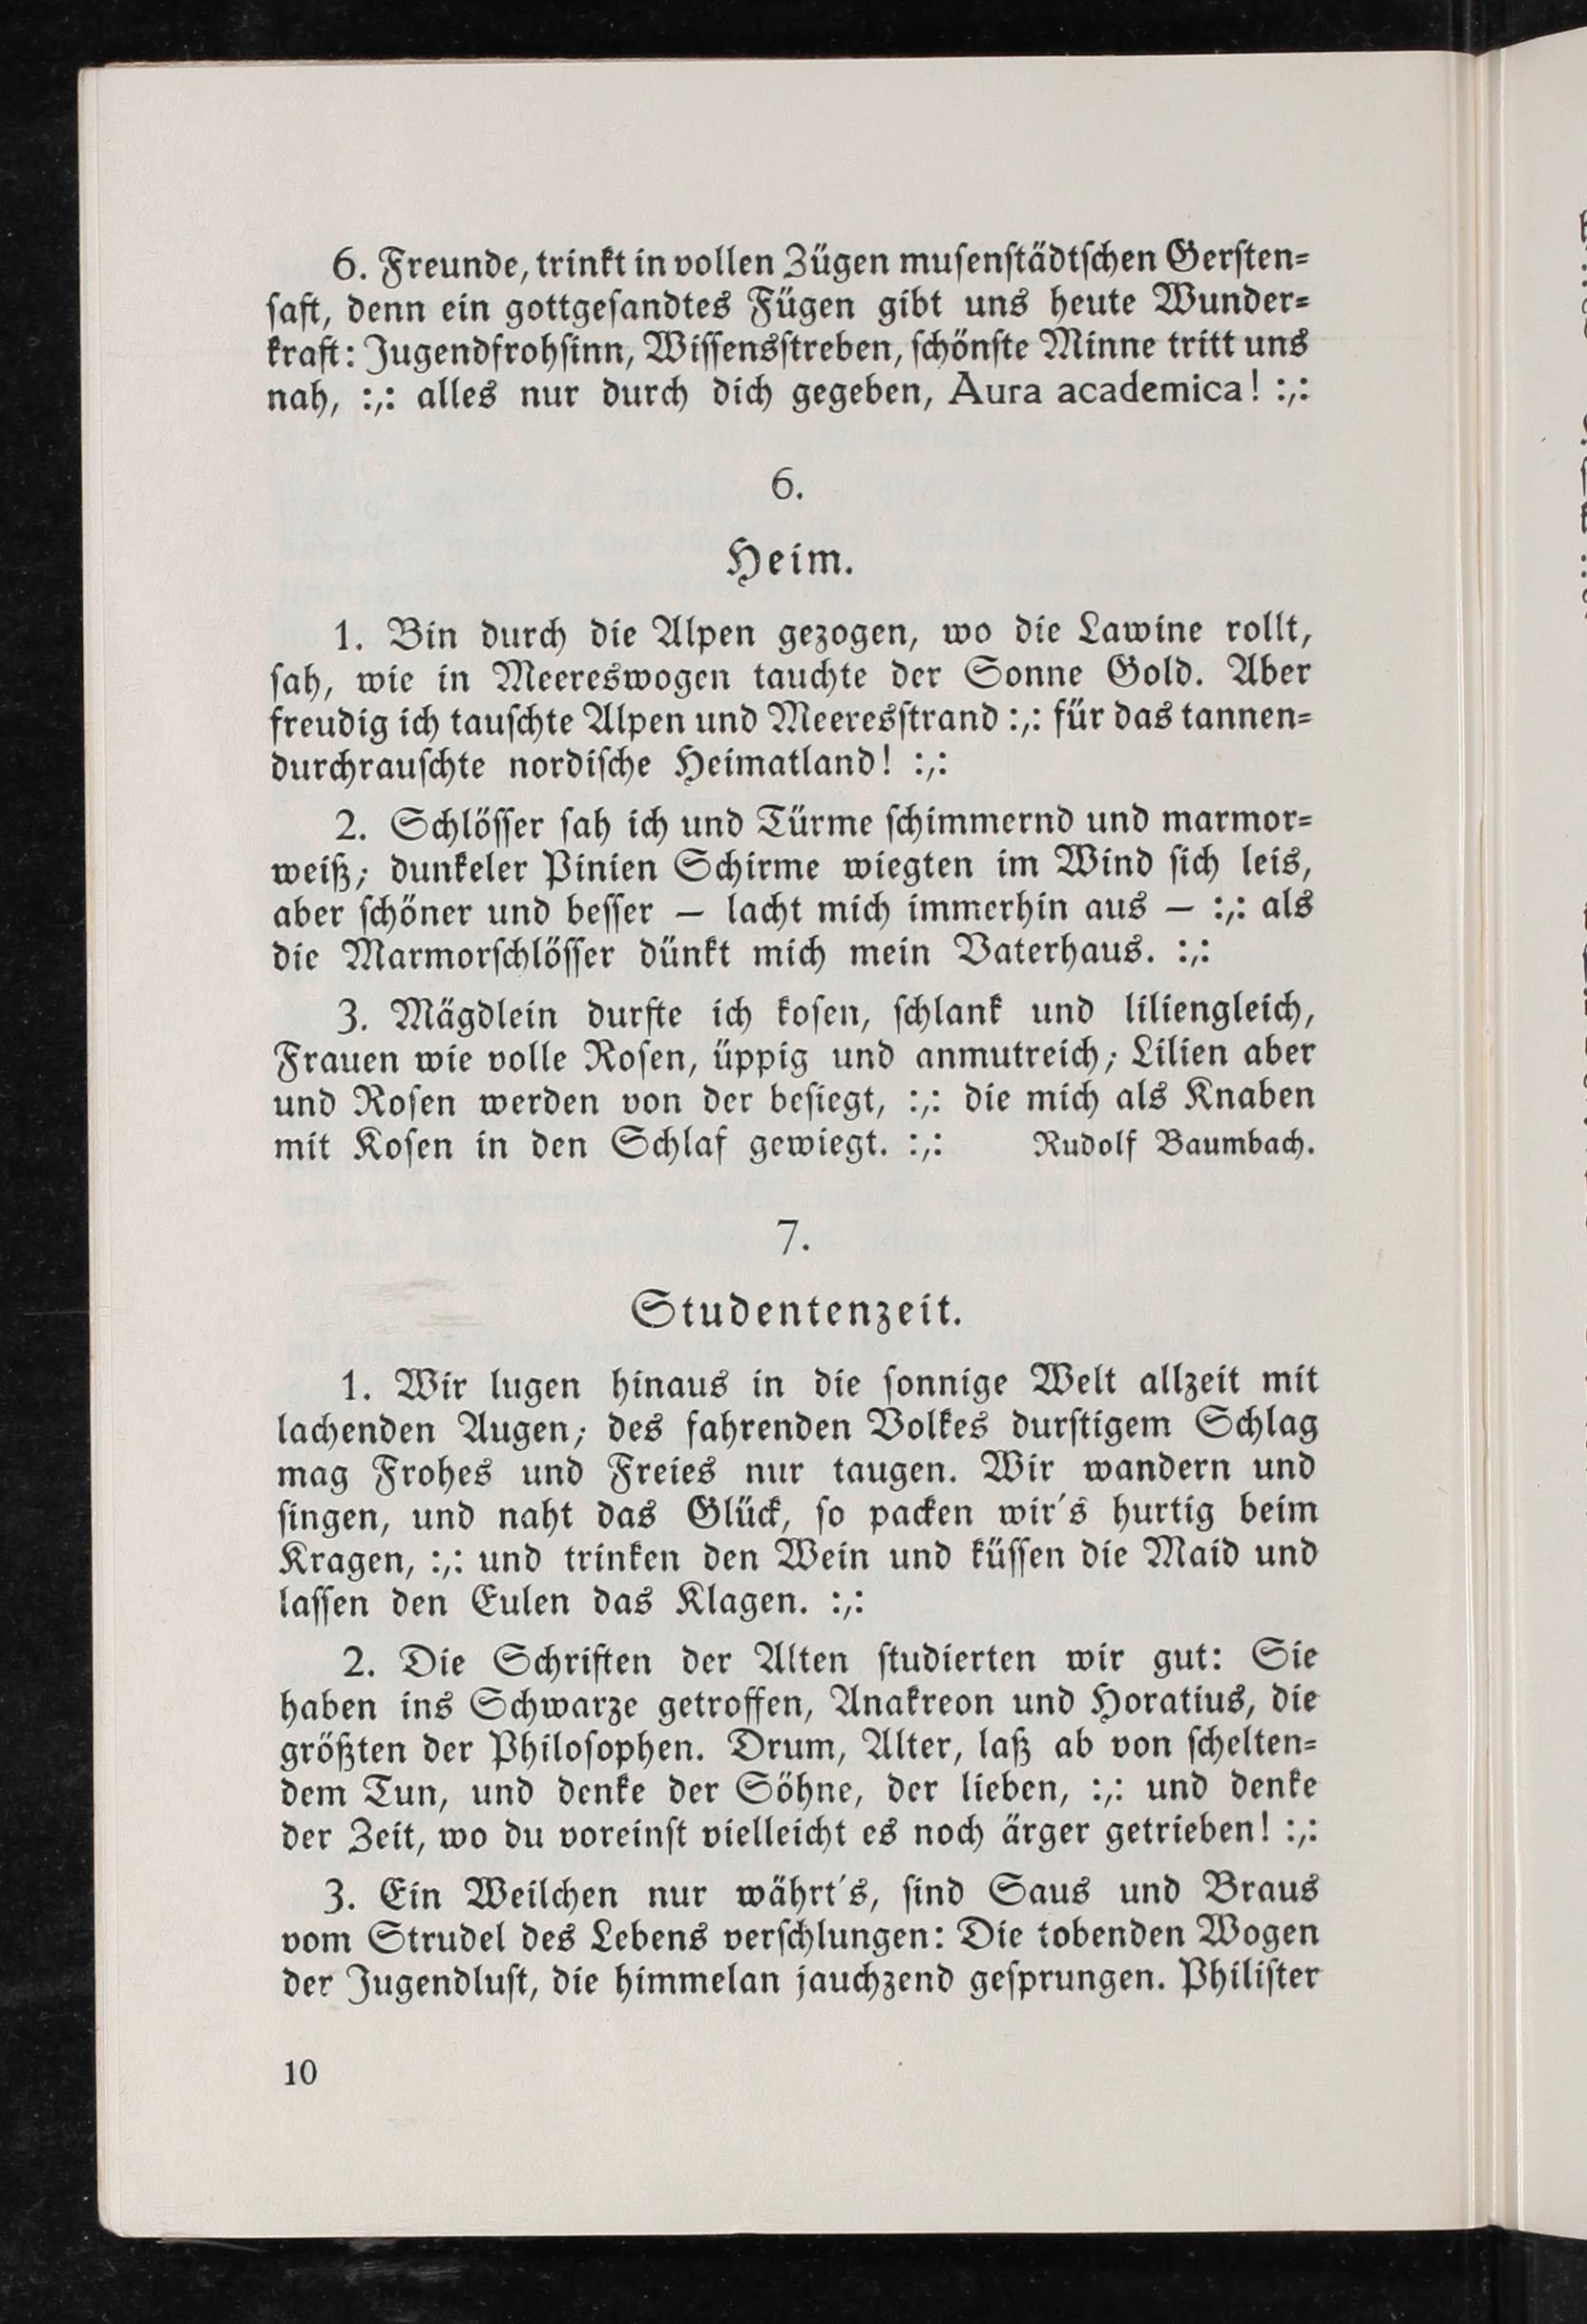 6. Freunde, trinkt in vollen Zügen muſenſtädtſchen Gerſten⸗
ſaft, denn ein gottgeſandtes Fügen gibt uns heute Wunder⸗
kraft: Jugendfrohſinn, Wiſſensſtreben, ſchönſte Minne tritt uns
nah, :,: alles nur durch dich gegeben, Aura academica! :,:
6.
Heim.
1. Bin durch die Alpen gezogen, wo die Lawine rollt,
ſah, wie in Meereswogen tauchte der Sonne Gold. Aber
freudig ich tauſchte Alpen und Meeresſtrand :,: für das tannen⸗
durchrauſchte nordiſche Heimatland! :,:
2. Schlöſſer ſah ich und Türme ſchimmernd und marmor⸗
weiß; dunkeler Pinien Schirme wiegten im Wind ſich leis,
aber ſchöner und beſſer — lacht mich immerhin aus — :,: als
die Marmorſchlöſſer dünkt mich mein Vaterhaus. :,:
3. Mägdlein durfte ich koſen, ſchlank und liliengleich,
Frauen wie volle Roſen, üppig und anmutreich; Lilien aber
und Roſen werden von der beſiegt, :,: die mich als Knaben
mit Koſen in den Schlaf gewiegt. :,: Rudolf Baumbach.
7.
Studentenzeit.
1. Wir lugen hinaus in die ſonnige Welt allzeit mit
lachenden Augen; des fahrenden Volkes durſtigem Schlag
mag Frohes und Freies nur taugen. Wir wandern und
ſingen, und naht das Glück, ſo packen wir's hurtig beim
Kragen, :,: und trinken den Wein und küſſen die Maid und
laſſen den Eulen das Klagen. :,:
2. Die Schriften der Alten ſtudierten wir gut: Sie
haben ins Schwarze getroffen, Anakreon und Horatius, die
größten der Philoſophen. Drum, Alter, laß ab von ſchelten⸗
dem Tun, und denke der Söhne, der lieben, :,: und denke
der Zeit, wo du voreinſt vielleicht es noch ärger getrieben! :,:
3. Ein Weilchen nur währt's, ſind Saus und Braus
vom Strudel des Lebens verſchlungen: Die tobenden Wogen
der Jugendluſt, die himmelan jauchzend geſprungen. Philiſter
10